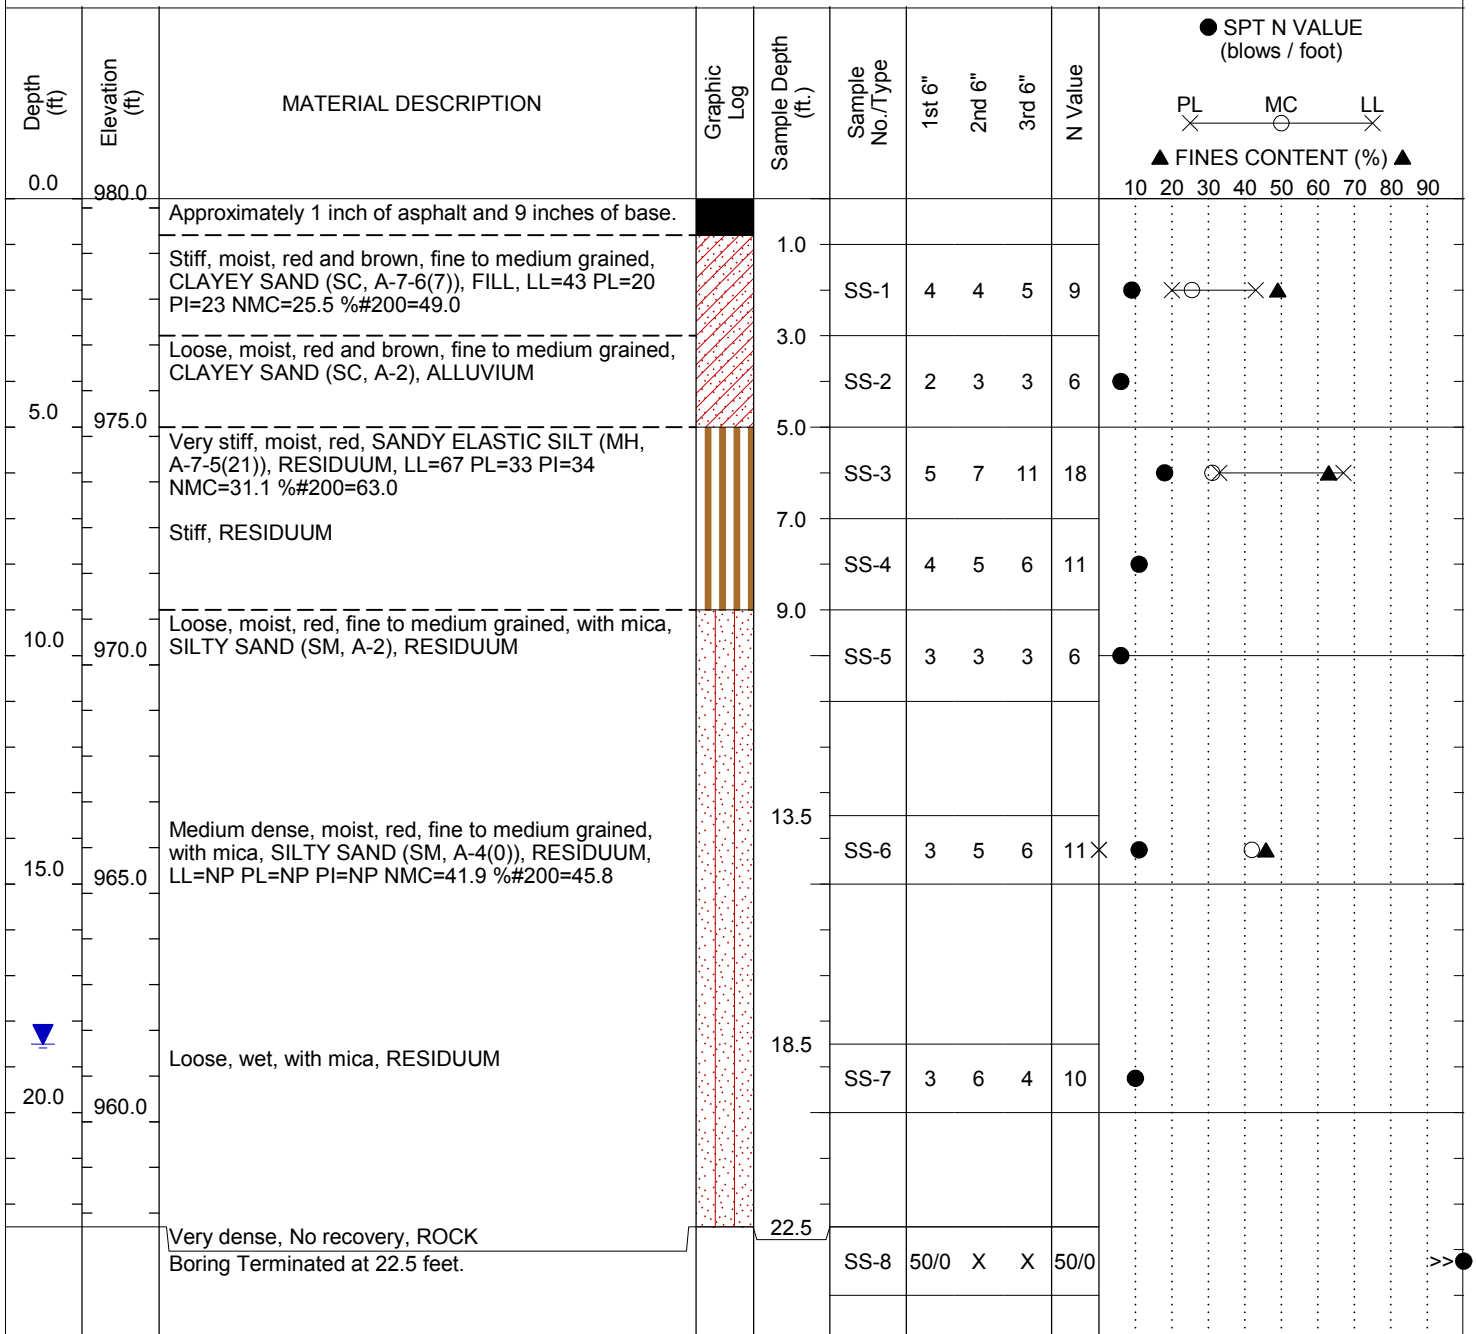 Depth
(ft)
Elevation
(ft)
MATERIAL DESCRIPTION
Graphic
Log
Sample Depth
(ft.)
Sample
No./Type
1st 6"
2nd 6"
3rd 6"
N Value
SPT N VALUE
(blows / foot)
PL MC LL
FINES CONTENT (%)
10 20 30 40 50 60 70 80 90
0.0 980.0
Approximately 1 inch of asphalt and 9 inches of base.
1.0
Stiff, moist, red and brown, fine to medium grained,
CLAYEY SAND (SC, A-7-6(7)), FILL, LL=43 PL=20
PI=23 NMC=25.5 %#200=49.0
SS-1 4 4 5 9
3.0
Loose, moist, red and brown, fine to medium grained,
CLAYEY SAND (SC, A-2), ALLUVIUM
SS-2 2 3 3 6
5.0 975.0 5.0
Very stiff, moist, red, SANDY ELASTIC SILT (MH,
A-7-5(21)), RESIDUUM, LL=67 PL=33 PI=34
NMC=31.1 %#200=63.0
SS-3 5 7 11 18
7.0
Stiff, RESIDUUM
SS-4 4 5 6 11
9.0
Loose, moist, red, fine to medium grained, with mica,
SILTY SAND (SM, A-2), RESIDUUM
10.0 970.0
SS-5 3 3 3 6
13.5
Medium dense, moist, red, fine to medium grained,
with mica, SILTY SAND (SM, A-4(0)), RESIDUUM,
LL=NP PL=NP PI=NP NMC=41.9 %#200=45.8
SS-6 3 5 6 11
15.0 965.0
18.5
Loose, wet, with mica, RESIDUUM
SS-7 3 6 4 10
20.0 960.0
22.5
Very dense, No recovery, ROCK
Boring Terminated at 22.5 feet.
SS-8 50/0 X X 50/0 >>